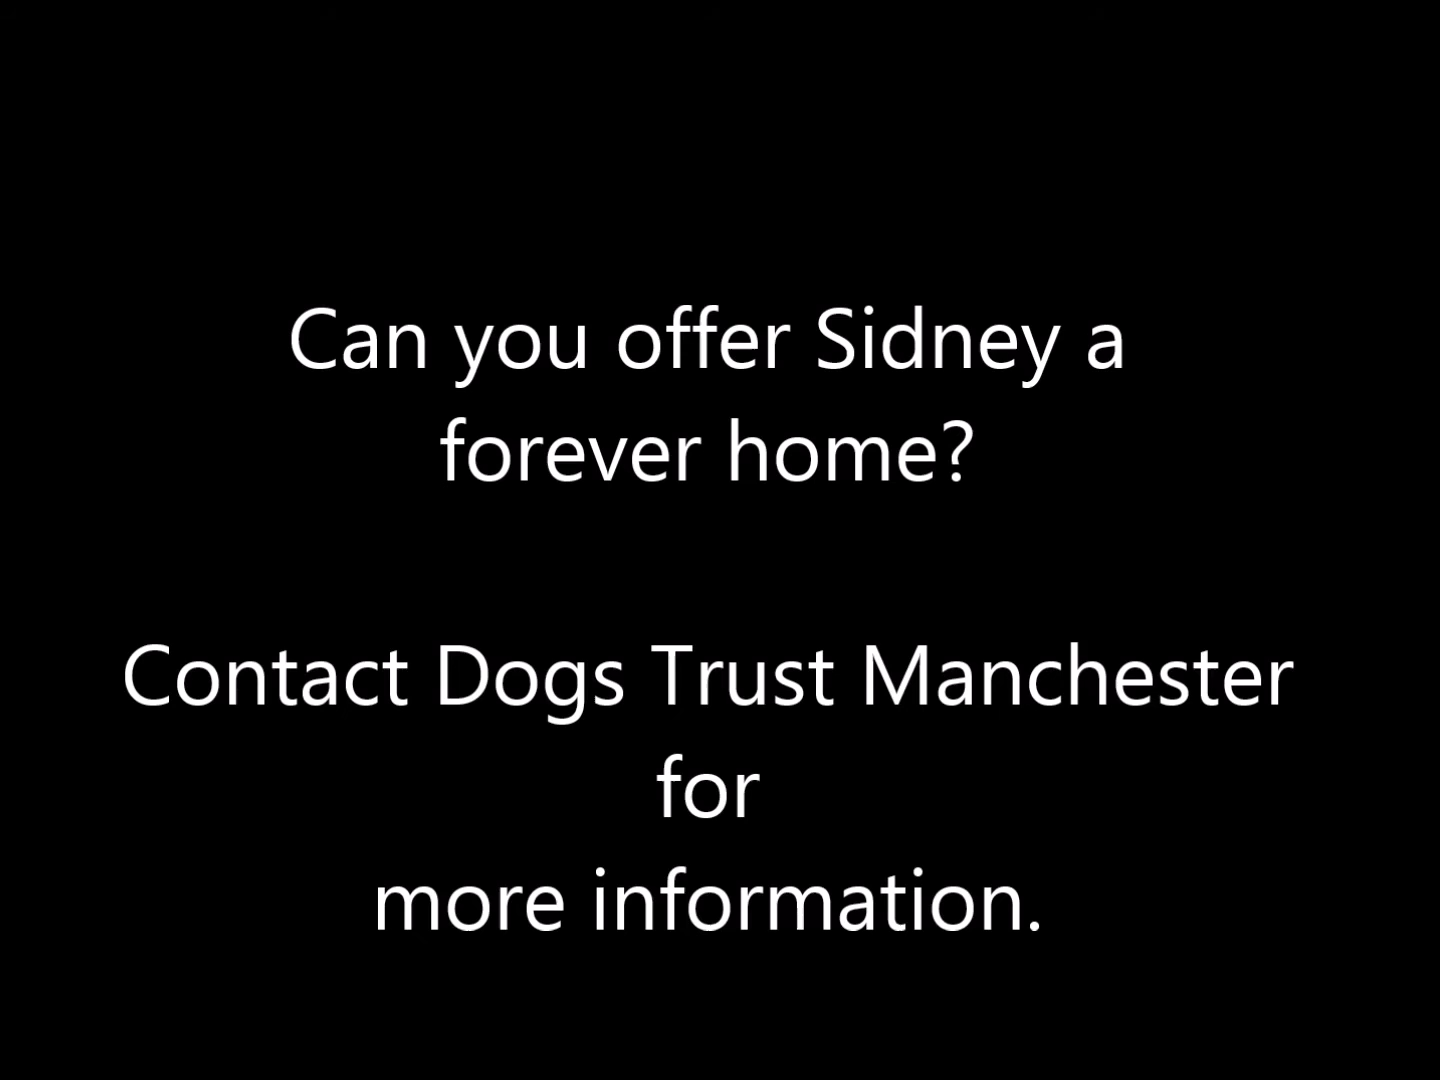 Can you offer Sidney a
forever home?
Contact Dogs Trust Manchester
for
more information.